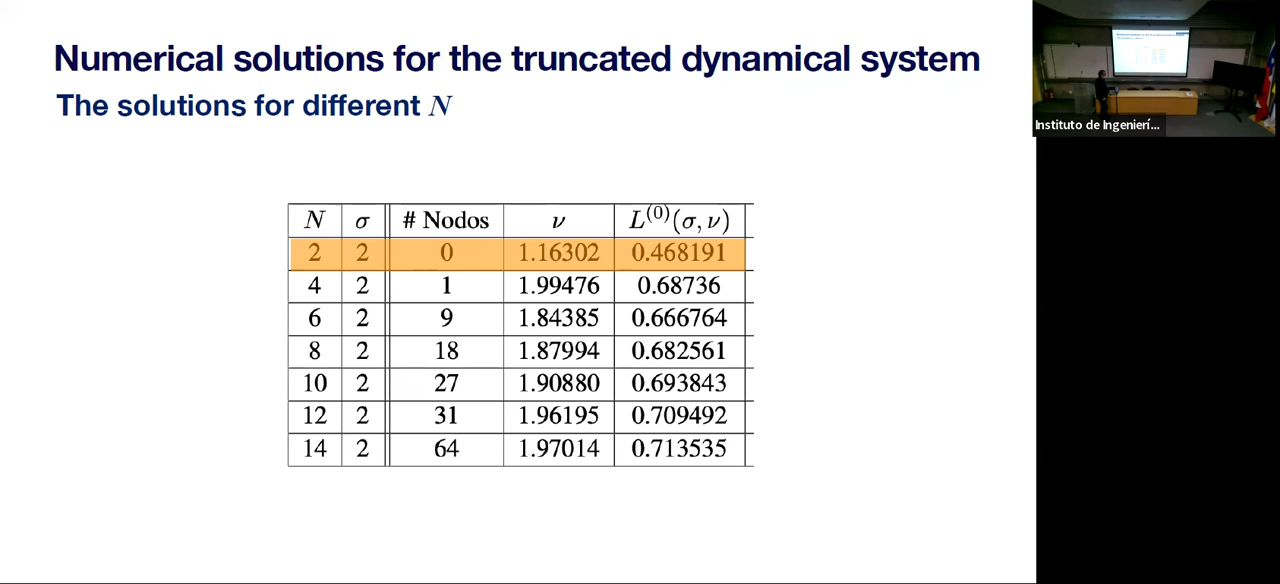 Numerical solutions for the truncated dynamical system
The solutions for different N
N σ # Nodos ν L⁽⁰⁾(σ, ν)
2 2 0 1.16302 0.468191
4 2 1 1.99476 0.68736
6 2 9 1.84385 0.666764
8 2 18 1.87994 0.682561
10 2 27 1.90880 0.693843
12 2 31 1.96195 0.709492
14 2 64 1.97014 0.713535
Instituto de Ingenierí...